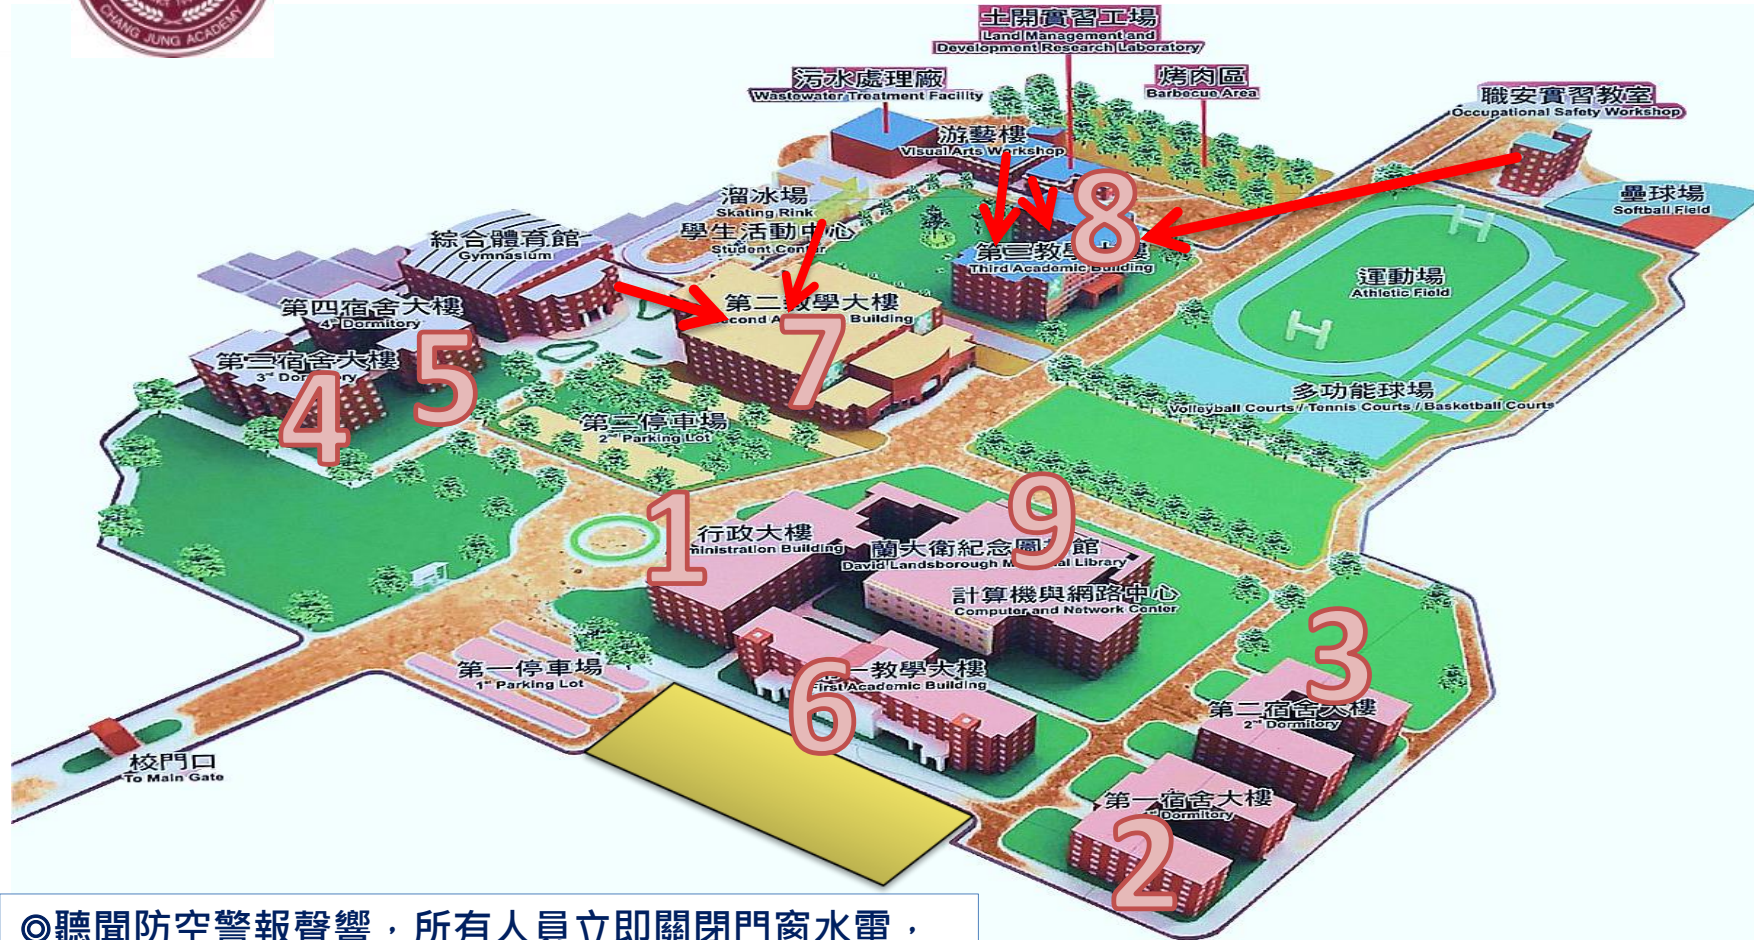 CHANG JUNG ACADEMY
土開實習工場
Land Management and
Development Research Laboratory
污水處理廠
Wastewater Treatment Facility
烤肉區
Barbecue Area
職安實習教室
Occupational Safety Workshop
游藝樓
Visual Arts Workshop
溜冰場
Skating Rink
學生活動中心
Student Center
8
壘球場
Softball Field
綜合體育館
Gymnasium
第三教學大樓
Third Academic Building
運動場
Athletic Field
第四宿舍大樓
4th Dormitory
第二教學大樓
Second Building
7
第三宿舍大樓
3rd Dormitory
4
5
多功能球場
Volleyball Courts / Tennis Courts / Basketball Courts
第二停車場
2nd Parking Lot
1
行政大樓
ministration Building
9
蘭大衛紀念圖館
David Landsborough Library
計算機與網路中心
Computer and Network Center
第一停車場
1st Parking Lot
6
一教學大樓
First Academic Building
3
第二宿舍大樓
2nd Dormitory
校門口
To Main Gate
第一宿舍大樓
Dormitory
2
◎聽聞防空警報聲響，所有人員立即關閉門窗水電，